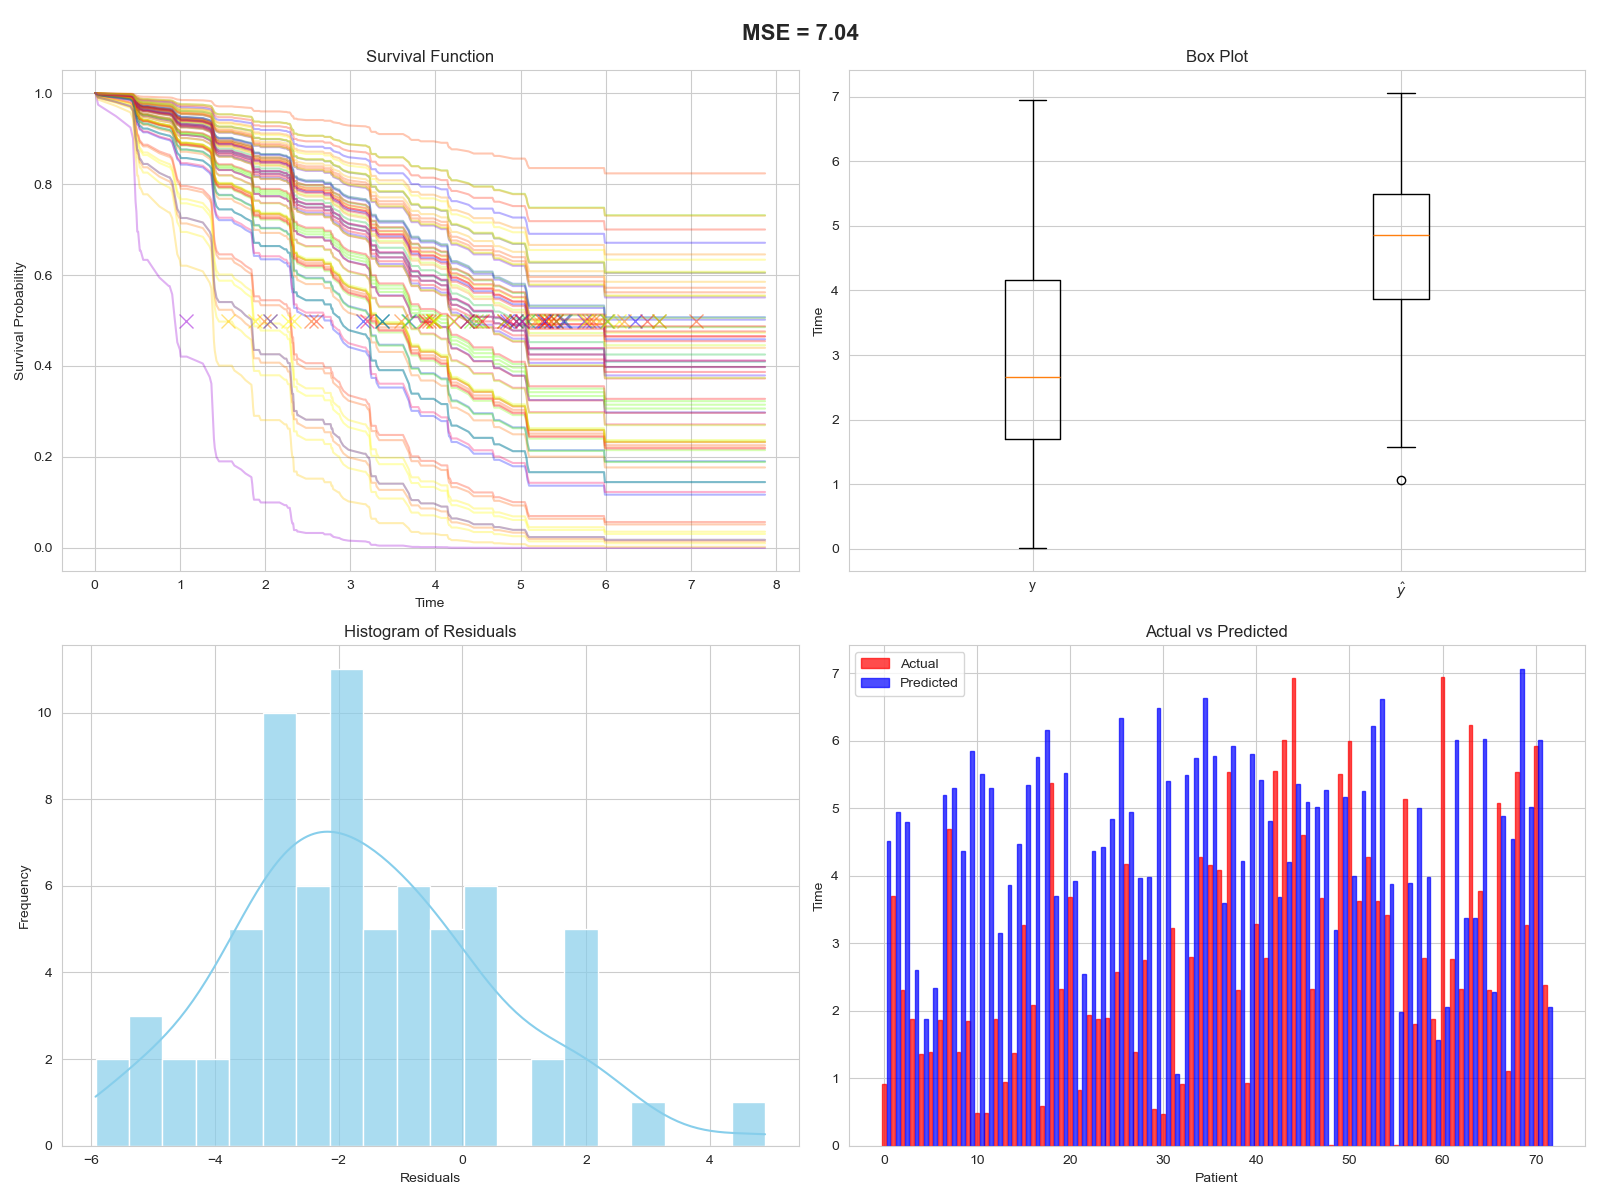 MSE = 7.04
Survival Function
Survival Probability
1.0
0.8
0.6
0.4
0.2
0.0
0 1 2 3 4 5 6 7 8
Time
Box Plot
Time
7
6
5
4
3
2
1
0
y ŷ
Histogram of Residuals
Frequency
10
8
6
4
2
0
−6 −4 −2 0 2 4
Residuals
Actual vs Predicted
Actual
Predicted
Time
7
6
5
4
3
2
1
0
0 10 20 30 40 50 60 70
Patient